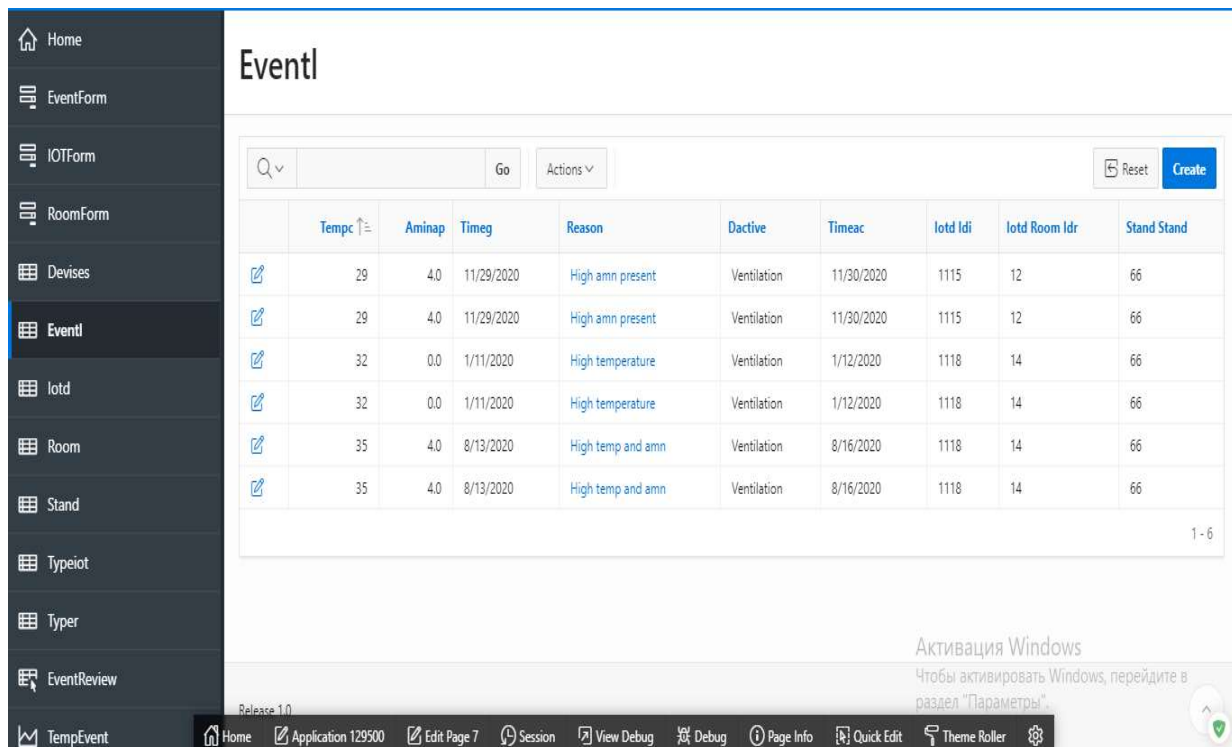 Home
EventForm
IOTForm
RoomForm
Devises
Eventl
Iotd
Room
Stand
Typeiot
Typer
EventReview
TempEvent
Eventl
Go
Actions
Reset
Create
Tempc Aminap Timeg Reason Dactive Timeac Iotd Idi Iotd Room Idr Stand Stand
29 4.0 11/29/2020 High amn present Ventilation 11/30/2020 1115 12 66
29 4.0 11/29/2020 High amn present Ventilation 11/30/2020 1115 12 66
32 0.0 1/11/2020 High temperature Ventilation 1/12/2020 1118 14 66
32 0.0 1/11/2020 High temperature Ventilation 1/12/2020 1118 14 66
35 4.0 8/13/2020 High temp and amn Ventilation 8/16/2020 1118 14 66
35 4.0 8/13/2020 High temp and amn Ventilation 8/16/2020 1118 14 66
1 - 6
Активация Windows
Чтобы активировать Windows, перейдите в
раздел "Параметры".
Release 1.0
Home Application 129500 Edit Page 7 Session View Debug Debug Page Info Quick Edit Theme Roller